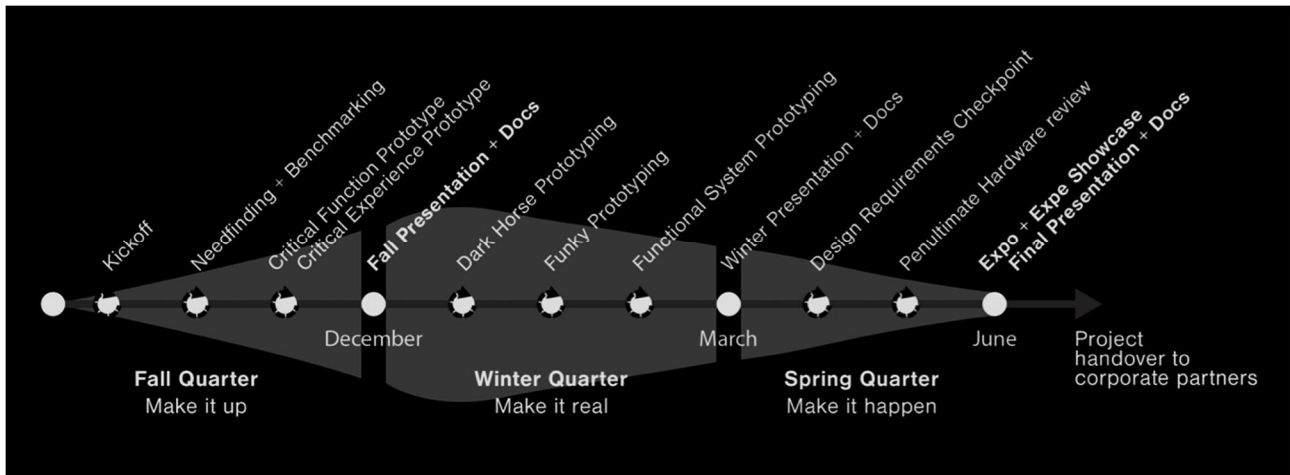 Kickoff
Needfinding + Benchmarking
Critical Function Prototype
Critical Experience Prototype
Fall Presentation + Docs
Dark Horse Prototyping
Funky Prototyping
Functional System Prototyping
Winter Presentation + Docs
Design Requirements Checkpoint
Penultimate Hardware review
Expo + Expe Showcase
Final Presentation + Docs
December
March
June
Project
handover to
corporate partners
Fall Quarter
Make it up
Winter Quarter
Make it real
Spring Quarter
Make it happen